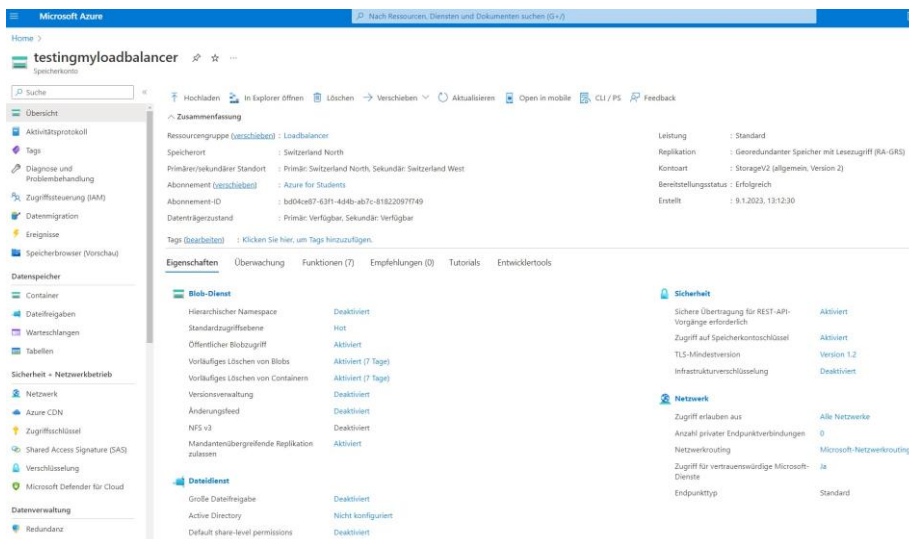 Microsoft Azure
Nach Ressourcen, Diensten und Dokumenten suchen (G+/)
Home >
testingmyloadbalancer
Speicherkonto
Suche
Übersicht
Aktivitätsprotokoll
Tags
Diagnose und
Problembehandlung
Zugriffssteuerung (IAM)
Datenmigration
Ereignisse
Speicherbrowser (Vorschau)
Datenspeicher
Container
Dateifreigaben
Warteschlangen
Tabellen
Sicherheit + Netzwerkbetrieb
Netzwerk
Azure CDN
Zugriffsschlüssel
Shared Access Signature (SAS)
Verschlüsselung
Microsoft Defender für Cloud
Datenverwaltung
Redundanz
Hochladen In Explorer öffnen Löschen Verschieben Aktualisieren Open in mobile CLI / PS Feedback
Zusammenfassung
Ressourcengruppe (verschieben) : Loadbalancer
Speicherort : Switzerland North
Primärer/sekundärer Standort : Primär: Switzerland North, Sekundär: Switzerland West
Abonnement (verschieben) : Azure for Students
Abonnement-ID : bd04ce87-63f1-4d4b-ab7c-81822097f749
Datenträgerzustand : Primär: Verfügbar, Sekundär: Verfügbar
Leistung : Standard
Replikation : Georedundanter Speicher mit Lesezugriff (RA-GRS)
Kontoart : StorageV2 (allgemein, Version 2)
Bereitstellungsstatus : Erfolgreich
Erstellt : 9.1.2023, 13:12:30
Tags (bearbeiten) : Klicken Sie hier, um Tags hinzuzufügen.
Eigenschaften Überwachung Funktionen (7) Empfehlungen (0) Tutorials Entwicklertools
Blob-Dienst
Hierarchischer Namespace Deaktiviert
Standardzugriffsebene Hot
Öffentlicher Blobzugriff Aktiviert
Vorläufiges Löschen von Blobs Aktiviert (7 Tage)
Vorläufiges Löschen von Containern Aktiviert (7 Tage)
Versionsverwaltung Deaktiviert
Änderungsfeed Deaktiviert
NFS v3 Deaktiviert
Mandantenübergreifende Replikation Aktiviert
zulassen
Dateidienst
Große Dateifreigabe Deaktiviert
Active Directory Nicht konfiguriert
Default share-level permissions Deaktiviert
Sicherheit
Sichere Übertragung für REST-API- Aktiviert
Vorgänge erforderlich
Zugriff auf Speicherkontoschlüssel Aktiviert
TLS-Mindestversion Version 1.2
Infrastrukturverschlüsselung Deaktiviert
Netzwerk
Zugriff erlauben aus Alle Netzwerke
Anzahl privater Endpunktverbindungen 0
Netzwerkrouting Microsoft-Netzwerkrouting
Zugriff für vertrauenswürdige Microsoft- Ja
Dienste
Endpunkttyp Standard